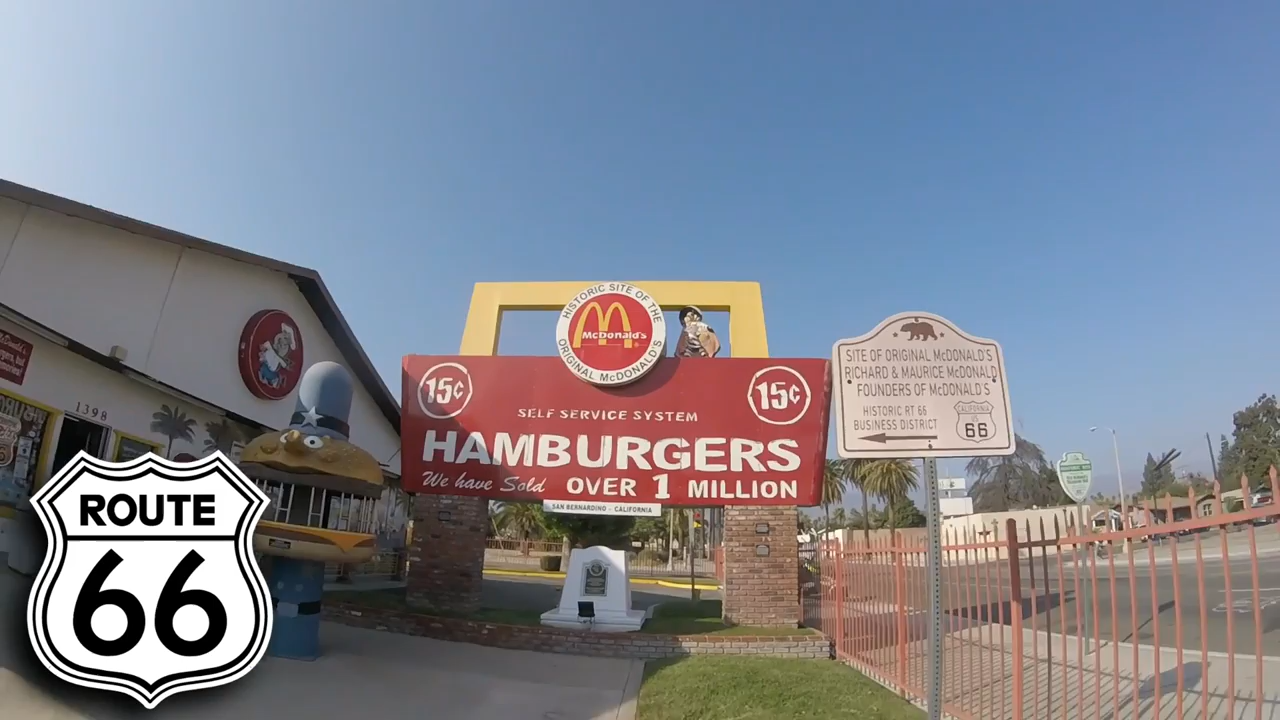 HISTORIC SITE OF THE
McDonald's
ORIGINAL McDONALD'S
15¢
15¢
SELF SERVICE SYSTEM
HAMBURGERS
We have Sold OVER 1 MILLION
SAN BERNARDINO - CALIFORNIA
SITE OF ORIGINAL McDONALD'S
RICHARD & MAURICE McDONALD
FOUNDERS OF McDONALD'S
HISTORIC RT 66
BUSINESS DISTRICT
CALIFORNIA
US
66
1398
ROUTE
66